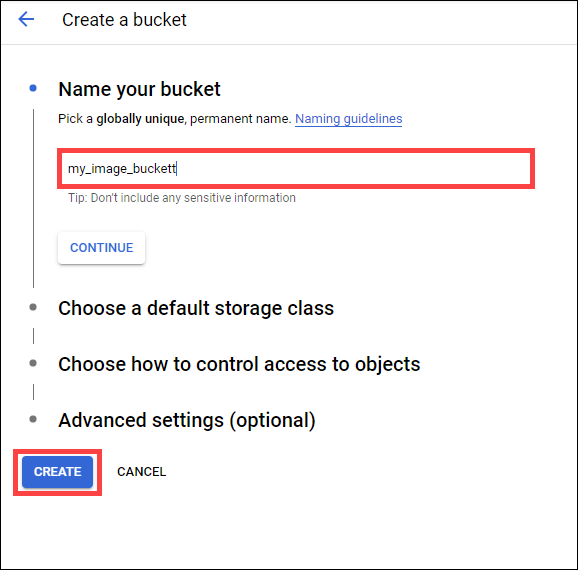 Create a bucket
Name your bucket
Pick a globally unique, permanent name. Naming guidelines
my_image_buckett
Tip: Don't include any sensitive information
CONTINUE
Choose a default storage class
Choose how to control access to objects
Advanced settings (optional)
CREATE CANCEL